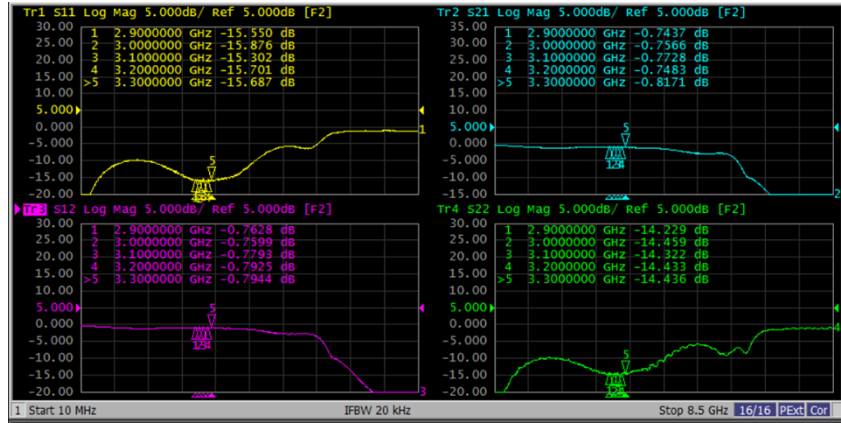 Tr1 S11 Log Mag 5.000dB/ Ref 5.000dB [F2]
30.00
25.00
20.00
15.00
10.00
5.000
0.000
-5.000
-10.00
-15.00
-20.00
1 2.9000000 GHz -15.550 dB
2 3.0000000 GHz -15.876 dB
3 3.1000000 GHz -15.302 dB
4 3.2000000 GHz -15.701 dB
>5 3.3000000 GHz -15.687 dB
5
1
Tr2 S21 Log Mag 5.000dB/ Ref 5.000dB [F2]
35.00
30.00
25.00
20.00
15.00
10.00
5.000
0.000
-5.000
-10.00
-15.00
1 2.9000000 GHz -0.7437 dB
2 3.0000000 GHz -0.7566 dB
3 3.1000000 GHz -0.7728 dB
4 3.2000000 GHz -0.7483 dB
>5 3.3000000 GHz -0.8171 dB
5
1234
2
Tr3 S12 Log Mag 5.000dB/ Ref 5.000dB [F2]
30.00
25.00
20.00
15.00
10.00
5.000
0.000
-5.000
-10.00
-15.00
-20.00
1 2.9000000 GHz -0.7628 dB
2 3.0000000 GHz -0.7599 dB
3 3.1000000 GHz -0.7793 dB
4 3.2000000 GHz -0.7925 dB
>5 3.3000000 GHz -0.7944 dB
5
1234
3
Tr4 S22 Log Mag 5.000dB/ Ref 5.000dB [F2]
30.00
25.00
20.00
15.00
10.00
5.000
0.000
-5.000
-10.00
-15.00
-20.00
1 2.9000000 GHz -14.229 dB
2 3.0000000 GHz -14.459 dB
3 3.1000000 GHz -14.322 dB
4 3.2000000 GHz -14.433 dB
>5 3.3000000 GHz -14.436 dB
5
4
1 Start 10 MHz IFBW 20 kHz Stop 8.5 GHz 16/16 PExt Cor